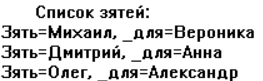 Список зятей:
Зять=Михаил, _для=Вероника
Зять=Дмитрий, _для=Анна
Зять=Олег, _для=Александр